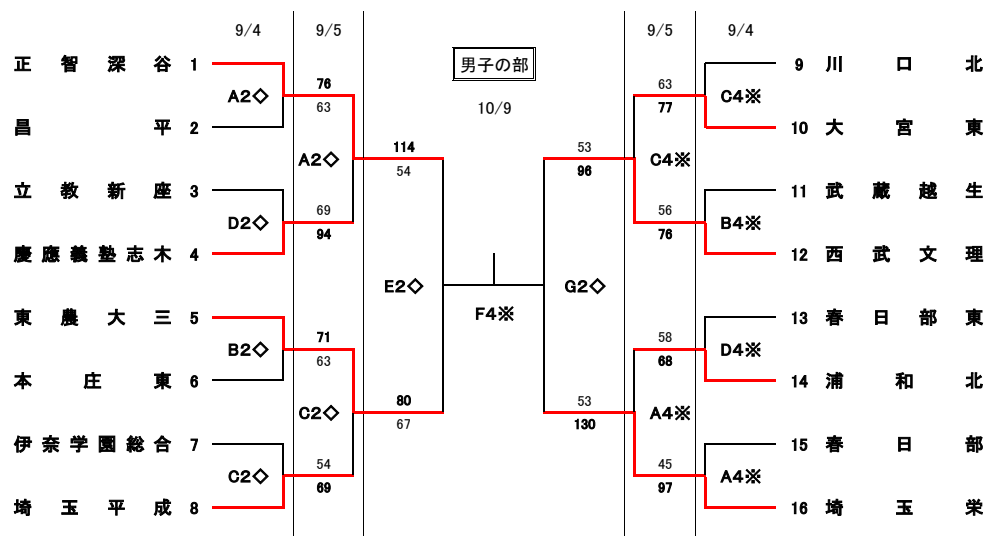 9/4 9/5 9/5 9/4
男子の部
10/9
正智深谷 1
A2◇
昌平 2
76
63
A2◇
立教新座 3
D2◇
慶應義塾志木 4
69
94
114
54
E2◇
東農大三 5
B2◇
本庄東 6
71
63
C2◇
伊奈学園総合 7
C2◇
埼玉平成 8
54
69
80
67
F4※
53
96
G2◇
53
130
63
77
C4※
56
76
58
68
A4※
45
97
9 川口北
C4※
10 大宮東
11 武蔵越生
B4※
12 西武文理
13 春日部東
D4※
14 浦和北
15 春日部
A4※
16 埼玉栄